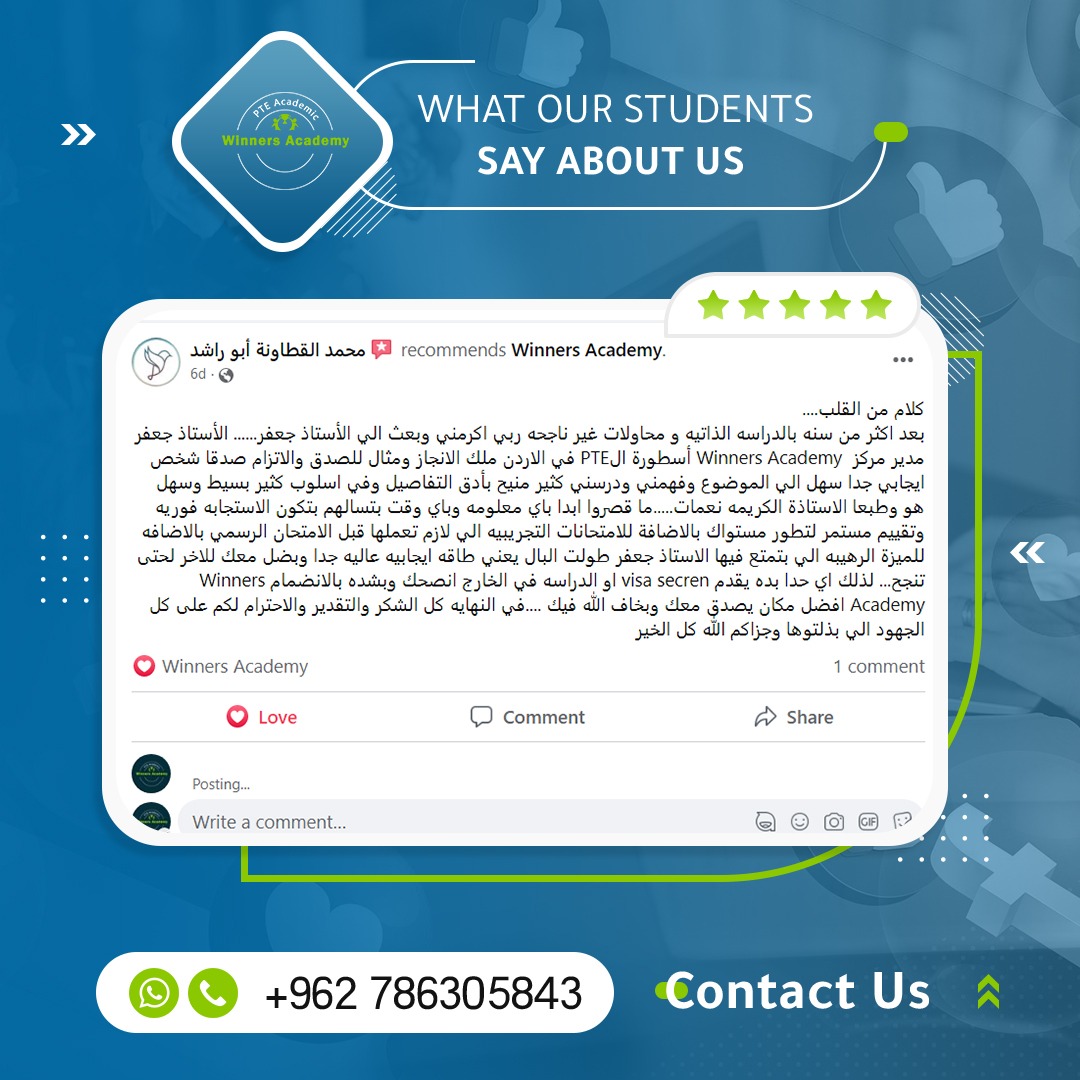 PTE Academic
Winners Academy
WHAT OUR STUDENTS
SAY ABOUT US
محمد القطاونة أبو راشد recommends Winners Academy.
6d
كلام من القلب....
بعد اكثر من سنه بالدراسه الذاتيه و محاولات غير ناجحه ربي اكرمني وبعث الي الأستاذ جعفر...... الأستاذ جعفر
مدير مركز Winners Academy أسطورة الPTE في الاردن ملك الانجاز ومثال للصدق والاتزام صدقا شخص
ايجابي جدا سهل الي الموضوع وفهمني ودرسني كثير منيح بأدق التفاصيل وفي اسلوب كثير بسيط وسهل
هو وطبعا الاستاذة الكريمه نعمات.....ما قصروا ابدا باي معلومه وباي وقت بتسالهم بتكون الاستجابه فوريه
وتقييم مستمر لتطور مستواك بالاضافة للامتحانات التجريبيه الي لازم تعملها قبل الامتحان الرسمي بالاضافه
للميزة الرهيبه الي بتمتع فيها الاستاذ جعفر طولت البال يعني طاقه ايجابيه عاليه جدا وبضل معك للاخر لحتى
تنجح... لذلك اي حدا بده يقدم visa secren او الدراسه في الخارج انصحك وبشده بالانضمام Winners
Academy افضل مكان يصدق معك وبخاف الله فيك ....في النهايه كل الشكر والتقدير والاحترام لكم على كل
الجهود الي بذلتوها وجزاكم الله كل الخير
Winners Academy
1 comment
Love
Comment
Share
Posting...
Write a comment...
GIF
+962 786305843
Contact Us